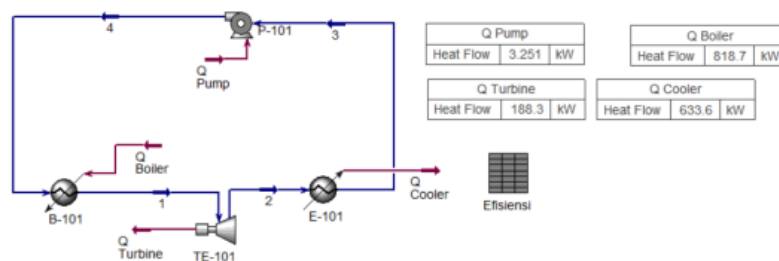 4
P-101
3
Q
Pump
Q Pump
Heat Flow 3.251 kW
Q Boiler
Heat Flow 818.7 kW
Q Turbine
Heat Flow 188.3 kW
Q Cooler
Heat Flow 633.6 kW
Q
Boiler
B-101
1
2
E-101
Q
Cooler
Q
Turbine
TE-101
Efisiensi